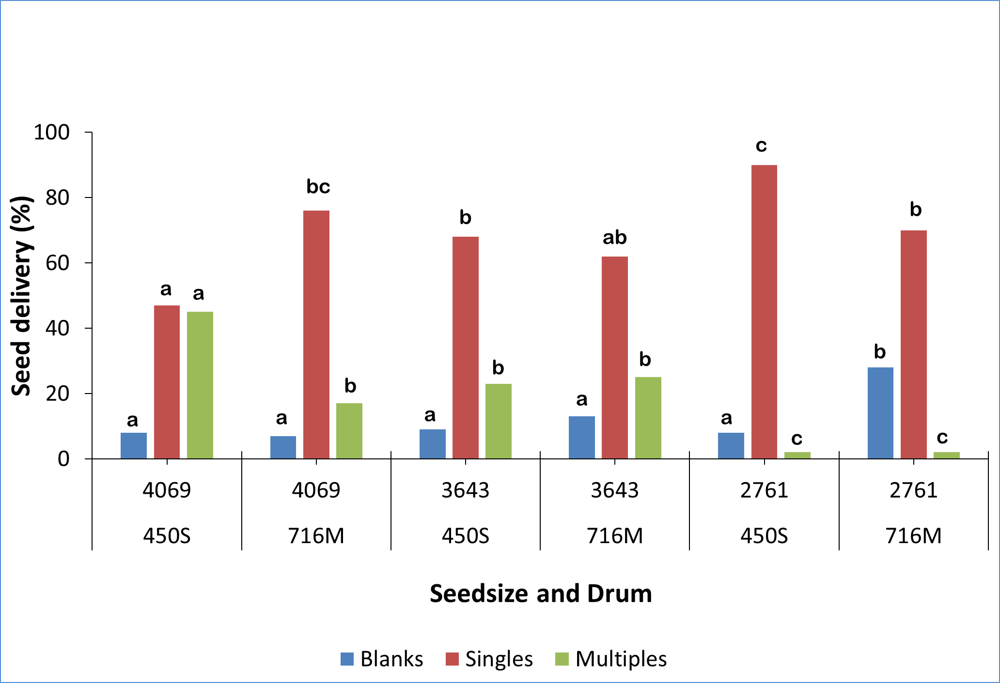 Seed delivery (%)
100
80
60
40
20
0
a a a
a bc b
a b b
a ab b
a c c
b b c
4069 4069 3643 3643 2761 2761
450S 716M 450S 716M 450S 716M
Seedsize and Drum
Blanks Singles Multiples